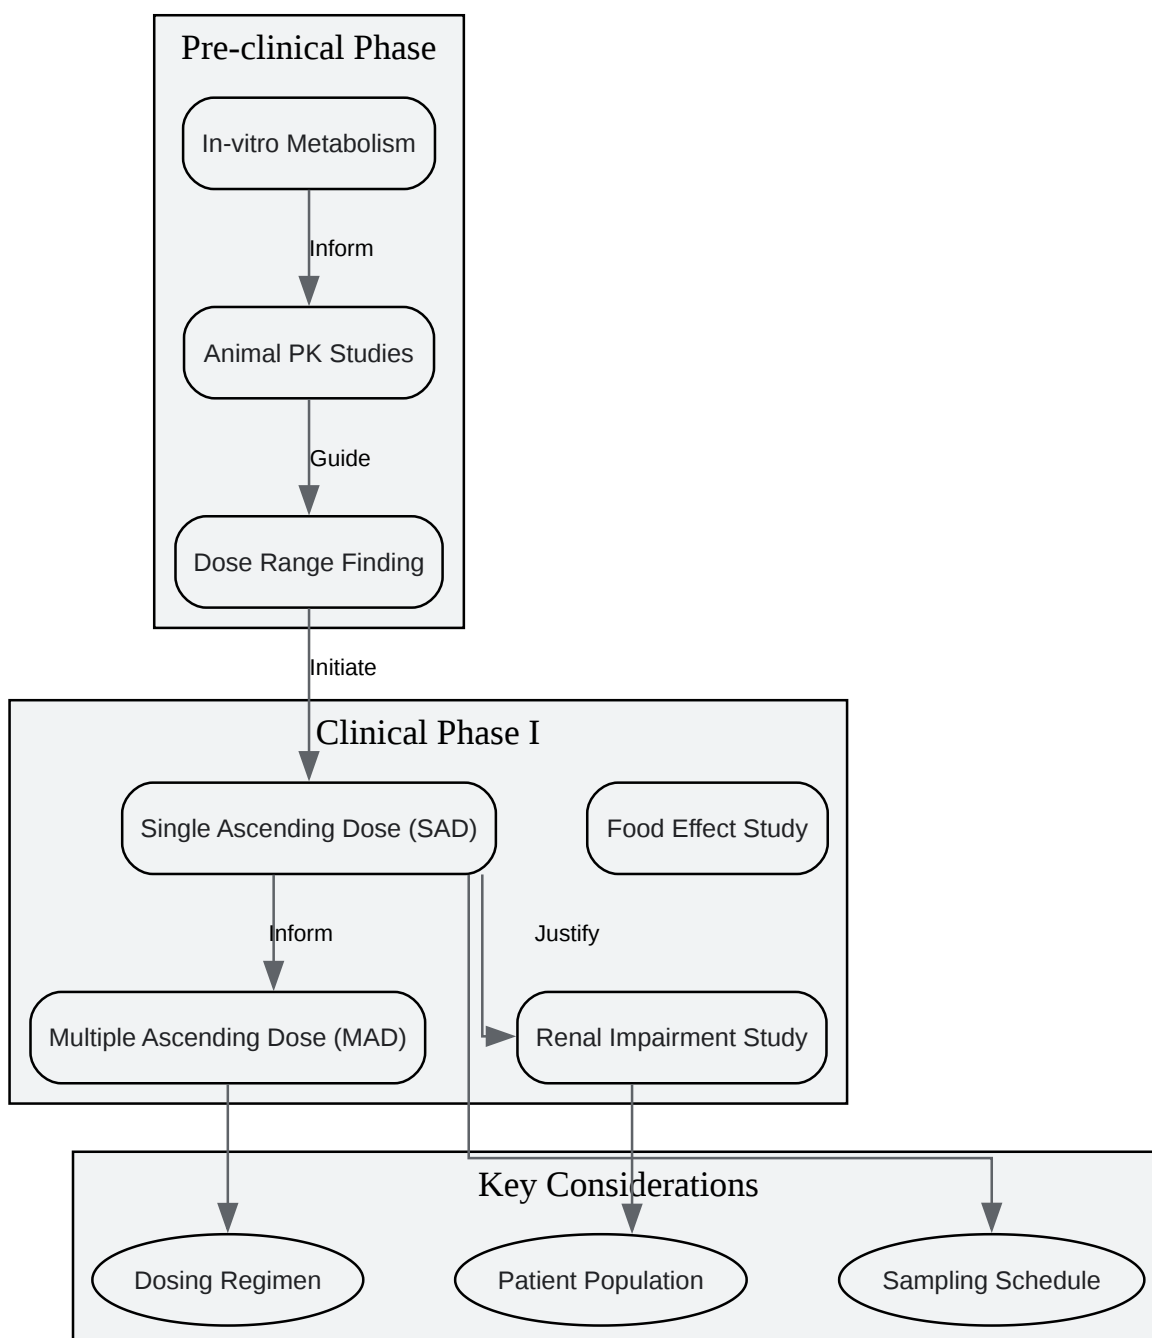 Pre-clinical Phase
In-vitro Metabolism
Inform
Animal PK Studies
Guide
Dose Range Finding
Initiate
Clinical Phase I
Single Ascending Dose (SAD)
Food Effect Study
Inform
Justify
Multiple Ascending Dose (MAD)
Renal Impairment Study
Key Considerations
Dosing Regimen
Patient Population
Sampling Schedule